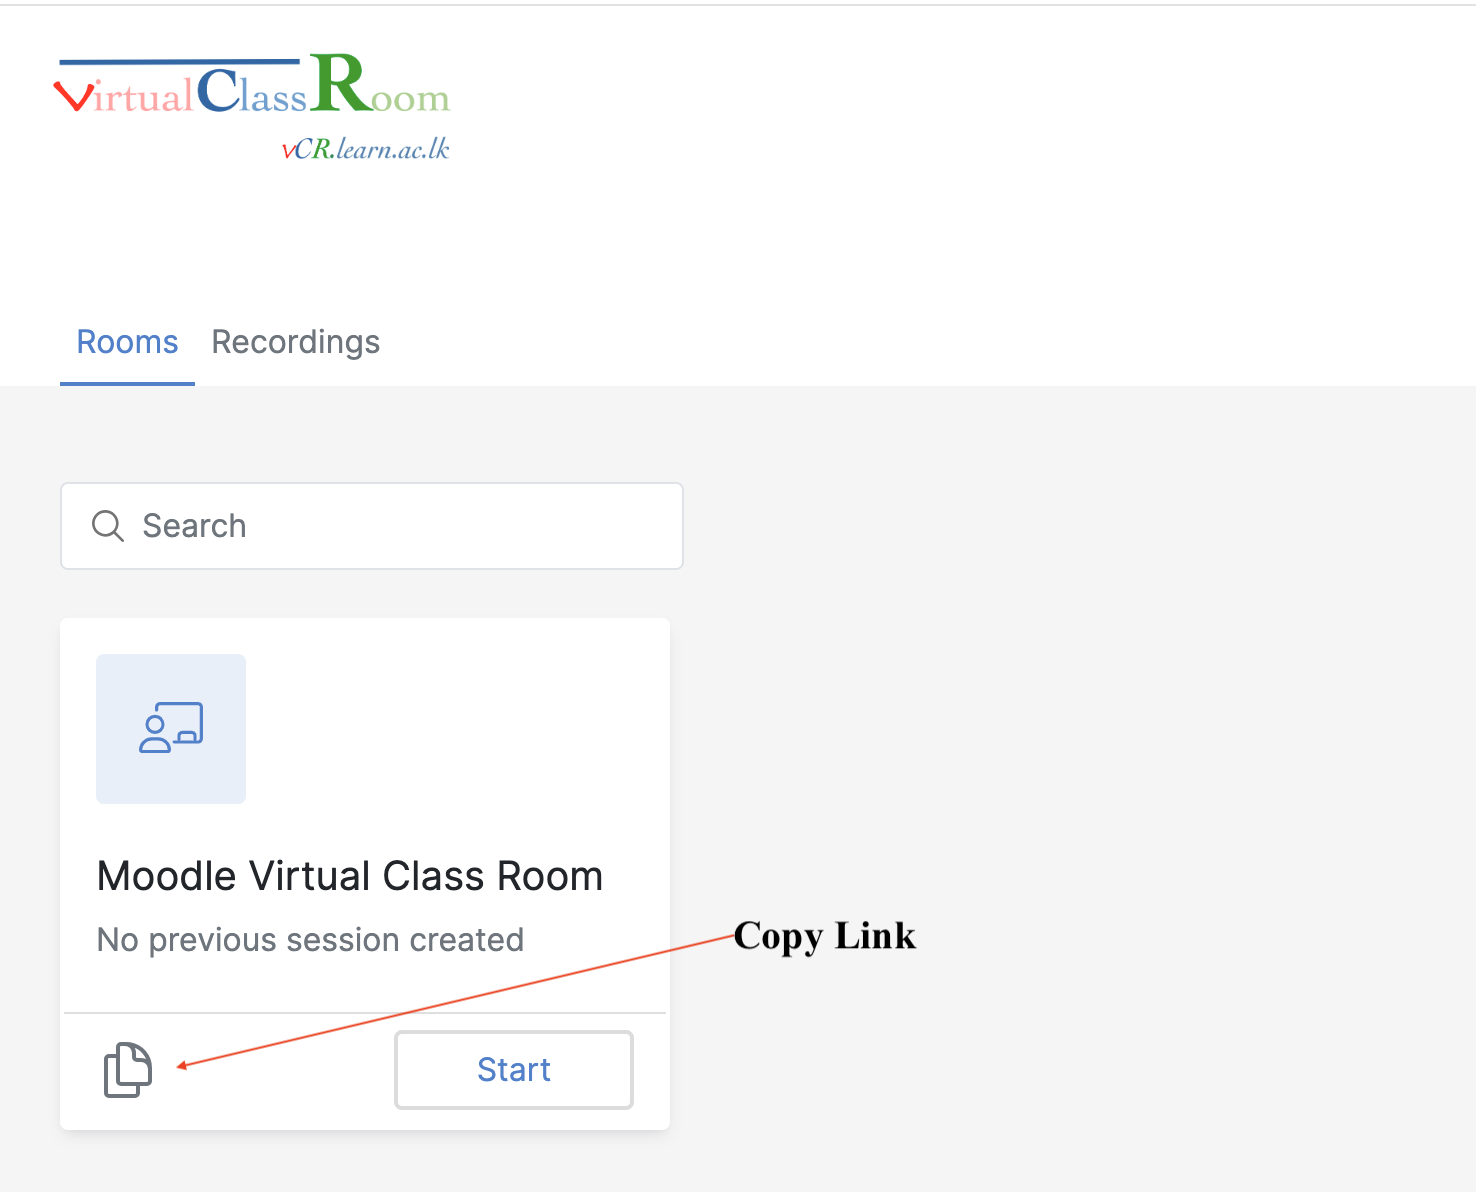 VirtualClassRoom
vCR.learn.ac.lk
Rooms Recordings
Search
Moodle Virtual Class Room
No previous session created
Copy Link
Start